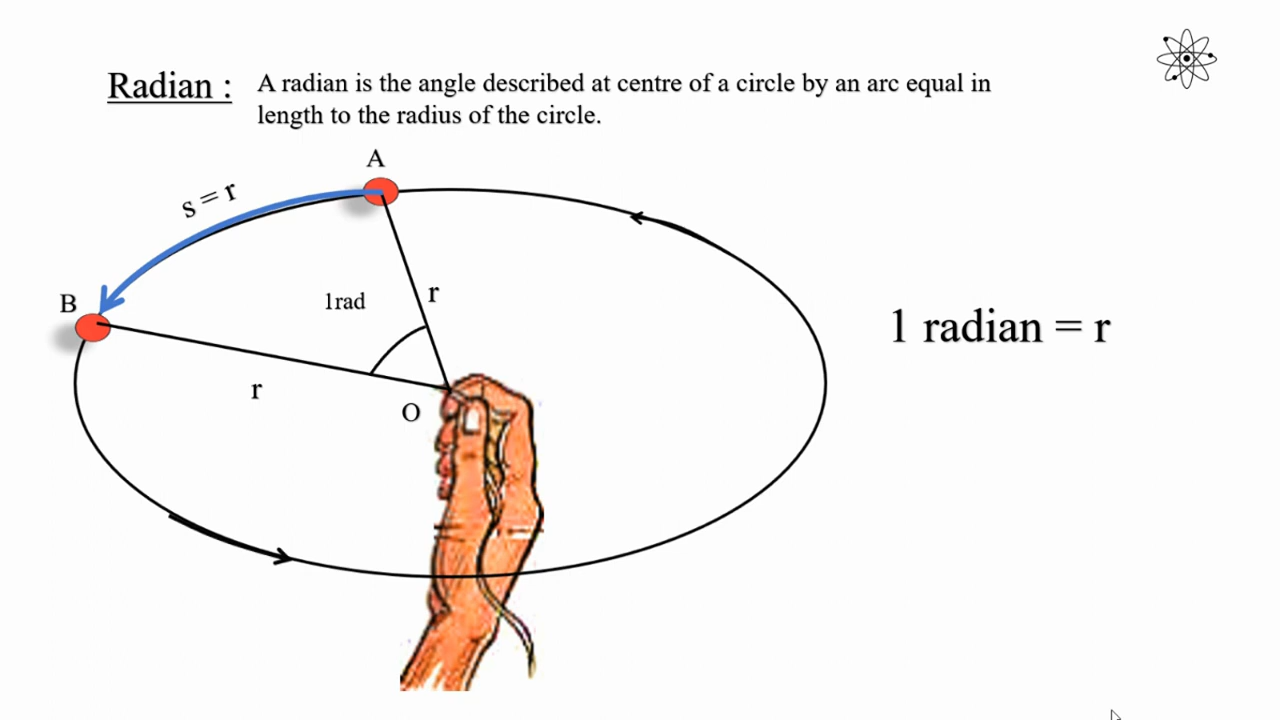 Radian : A radian is the angle described at centre of a circle by an arc equal in
length to the radius of the circle.
A
s = r
B
1rad
r
1 radian = r
r
O